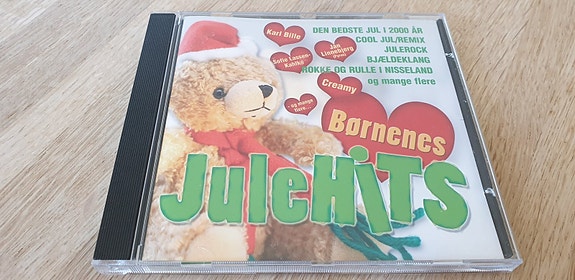 DEN BEDSTE JUL I 2000 ÅR
COOL JUL/REMIX
JULEROCK
BJÆLDEKLANG
ROKKE OG RULLE I NISSELAND
og mange flere
Karl Bille
Jan
Linnebjerg
(Pyrus)
Sofie Lassen-
Kahlke
Creamy
- og mange
flere...
Børnenes
JuleHiTS